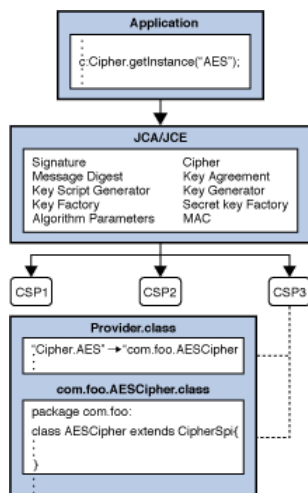 Application
c:Cipher.getInstance("AES");
JCA/JCE
Signature
Message Digest
Key Script Generator
Key Factory
Algorithm Parameters
Cipher
Key Agreement
Key Generator
Secret key Factory
MAC
CSP1
CSP2
CSP3
Provider.class
"Cipher.AES" → "com.foo.AESCipher
com.foo.AESCipher.class
package com.foo:
class AESCipher extends CipherSpi{
}